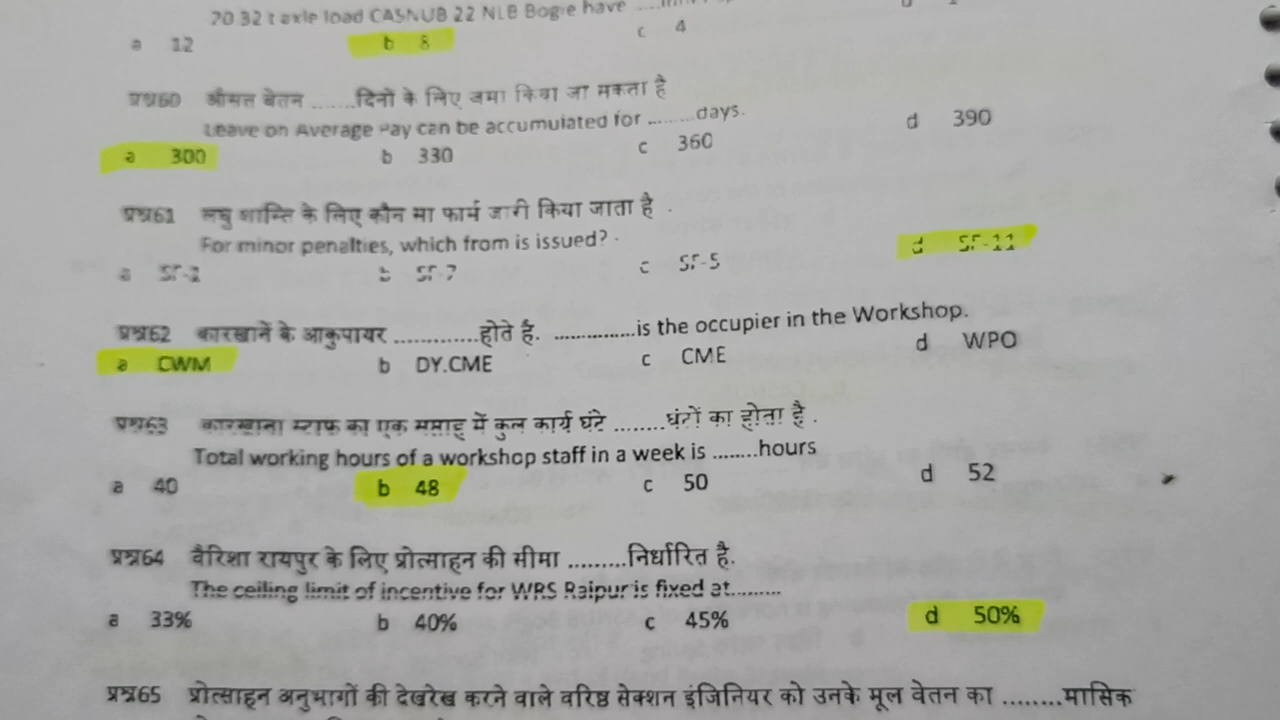 20.32 t axle load CASNUB 22 NLB Bogie have
a 12 b 8 c 4
प्रश्न60 औसत वेतन ........दिनों के लिए जमा किया जा सकता है
Leave on Average Pay can be accumulated for ........days.
a 300 b 330 c 360 d 390
प्रश्न61 लघु शास्ति के लिए कौन सा फार्म जारी किया जाता है .
For minor penalties, which from is issued? .
a b SF-7 c SF-5 d SF-11
प्रश्न62 कारखानें के आकुपायर .............होते है. ..............is the occupier in the Workshop.
a CWM b DY.CME c CME d WPO
प्रश्न63 कारखाना स्टाफ का एक सप्ताह में कुल कार्य घंटे ........घंटों का होता है .
Total working hours of a workshop staff in a week is ........hours
a 40 b 48 c 50 d 52
प्रश्न64 वैरिशा रायपुर के लिए प्रोत्साहन की सीमा .........निर्धारित है.
The ceiling limit of incentive for WRS Raipur is fixed at.........
a 33% b 40% c 45% d 50%
प्रश्न65 प्रोत्साहन अनुभागों की देखरेख करने वाले वरिष्ठ सेक्शन इंजिनियर को उनके मूल वेतन का .........मासिक